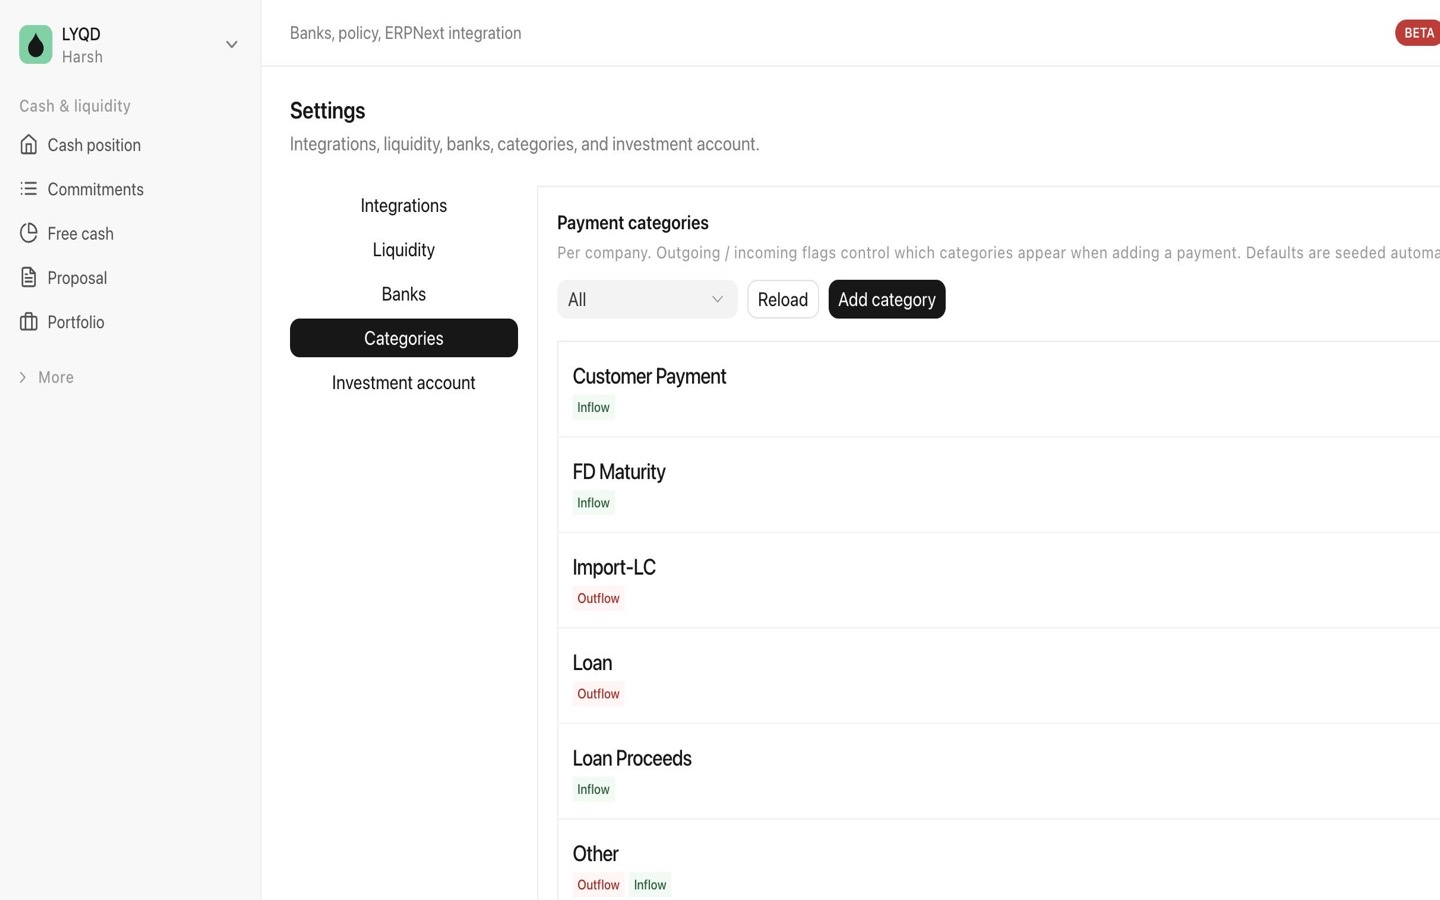 LYQD
Harsh
Cash & liquidity
Cash position
Commitments
Free cash
Proposal
Portfolio
More
Banks, policy, ERPNext integration
BETA
Settings
Integrations, liquidity, banks, categories, and investment account.
Integrations
Liquidity
Banks
Categories
Investment account
Payment categories
Per company. Outgoing / incoming flags control which categories appear when adding a payment. Defaults are seeded
All
Reload
Add category
Customer Payment
Inflow
FD Maturity
Inflow
Import-LC
Outflow
Loan
Outflow
Loan Proceeds
Inflow
Other
Outflow Inflow